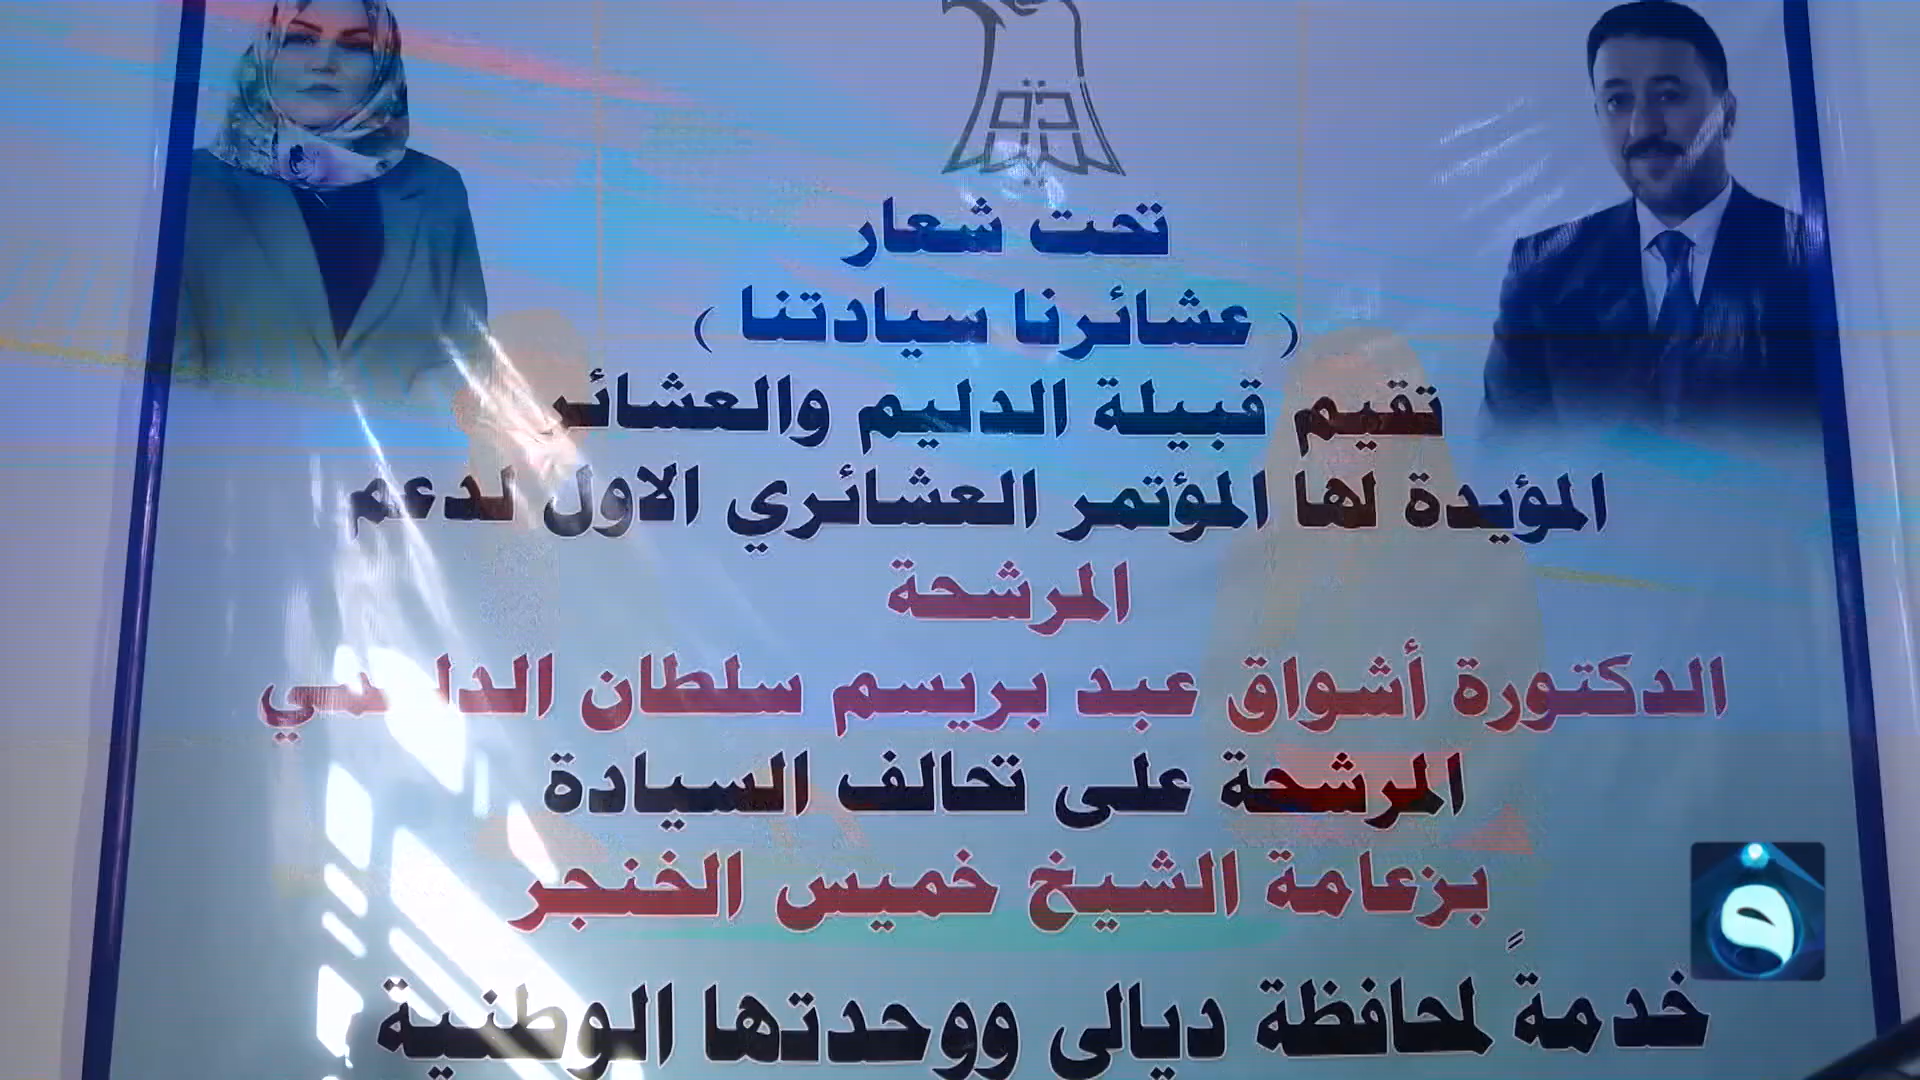 تحت شعار
( عشائرنا سيادتنا )
تقيم قبيلة الدليم والعشائر
المؤيدة لها المؤتمر العشائري الاول لدعم
المرشحة
الدكتورة أشواق عبد بريسم سلطان الدليمي
المرشحة على تحالف السيادة
بزعامة الشيخ خميس الخنجر
خدمةً لمحافظة ديالى ووحدتها الوطنية